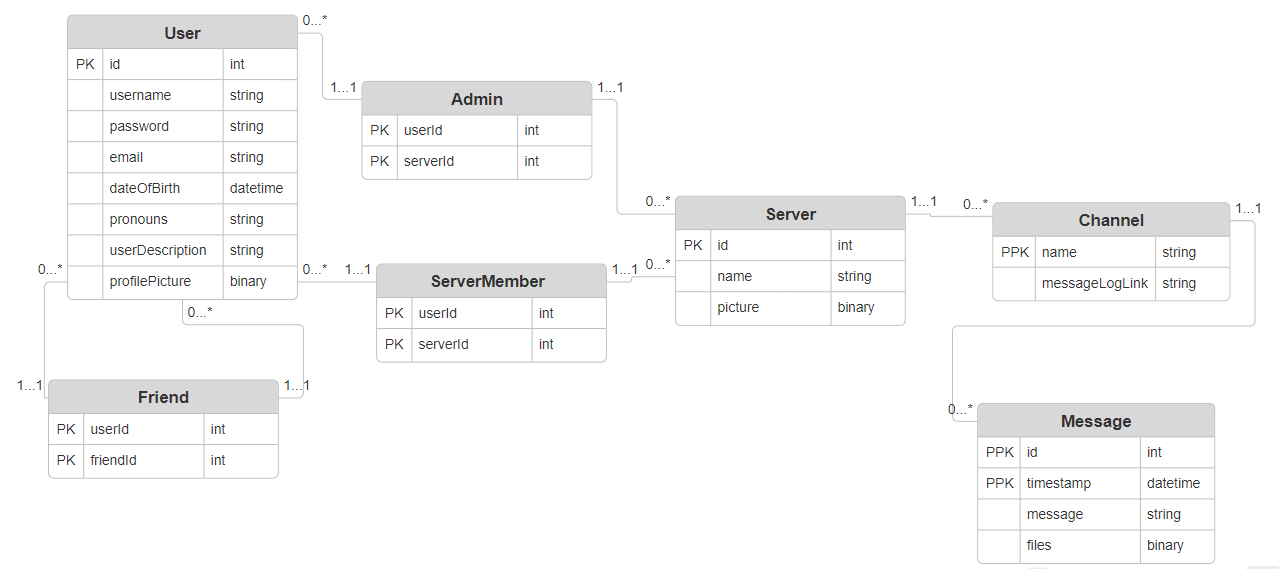 0...*
User
PK id int
username string
password string
email string
dateOfBirth datetime
pronouns string
userDescription string
profilePicture binary
0...*
0...*
0...*
1...1
Admin
1...1
PK userId int
PK serverId int
1...1
ServerMember
1...1
PK userId int
PK serverId int
1...1
Friend
1...1
PK userId int
PK friendId int
0...*
0...*
Server
1...1
PK id int
name string
picture binary
0...*
Channel
1...1
PPK name string
messageLogLink string
0...*
Message
PPK id int
PPK timestamp datetime
message string
files binary